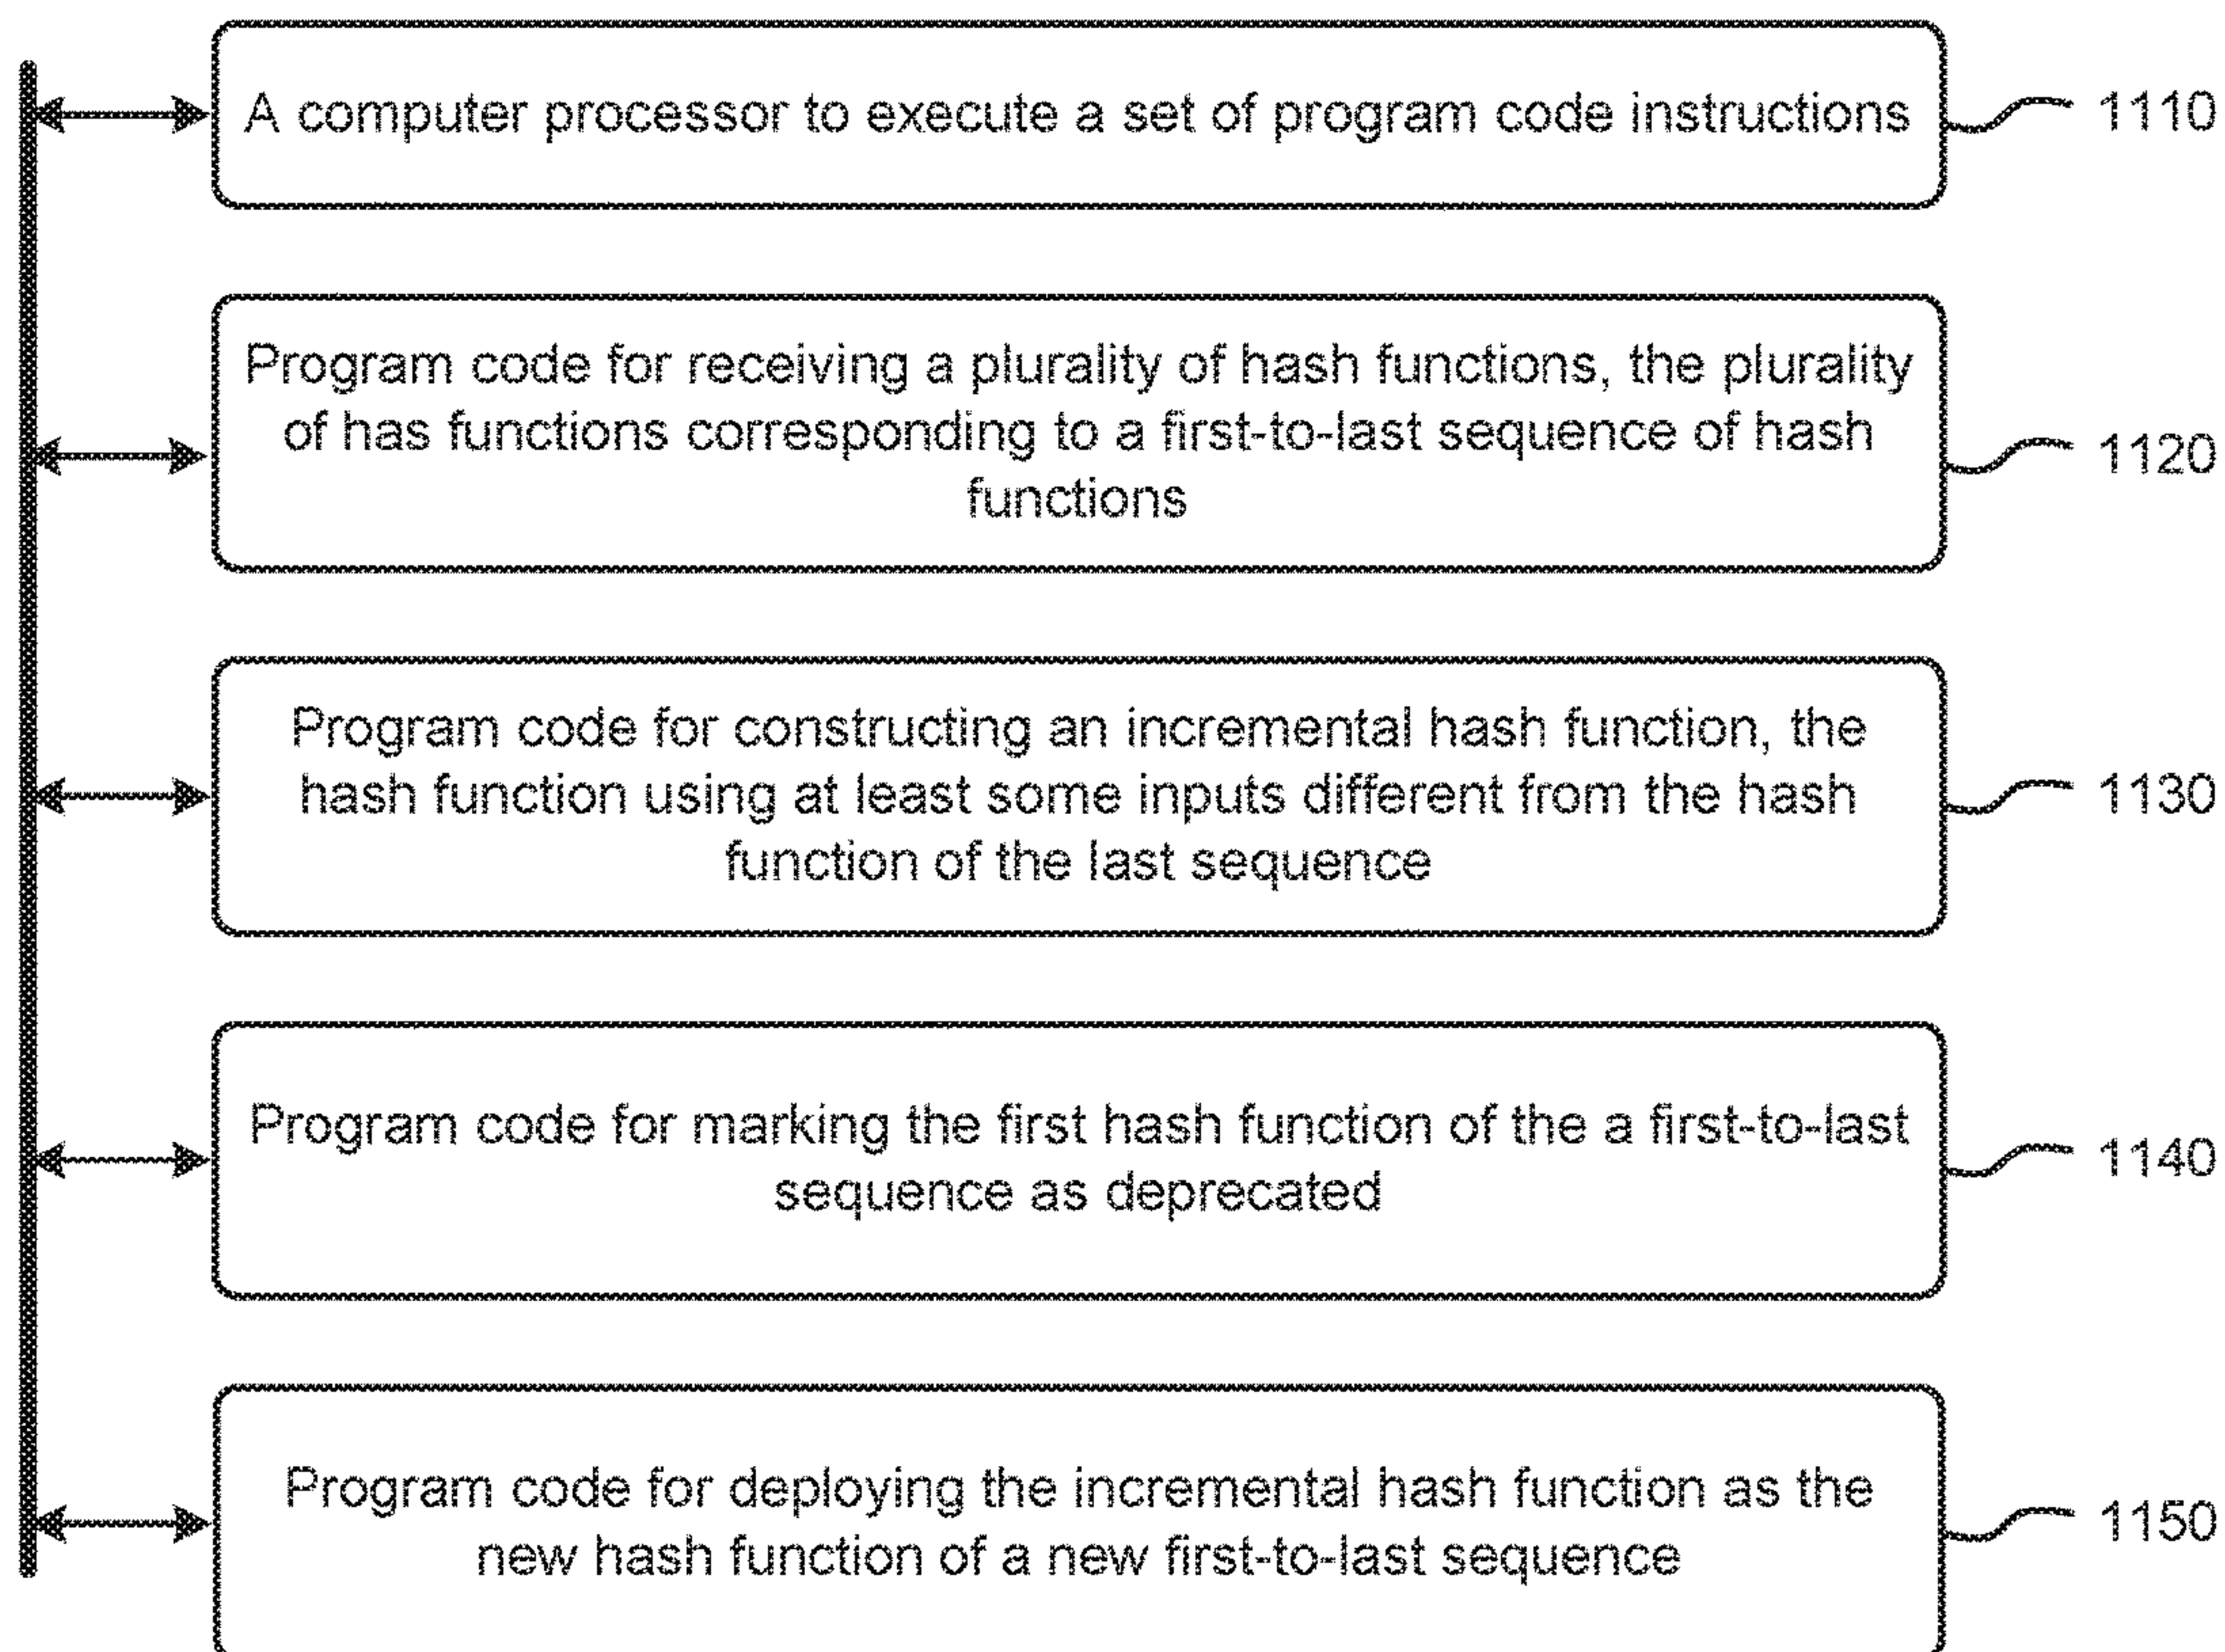 A computer processor to execute a set of program code instructions
1110
Program code for receiving a plurality of hash functions, the plurality
of has functions corresponding to a first-to-last sequence of hash
functions
1120
Program code for constructing an incremental hash function, the
hash function using at least some inputs different from the hash
function of the last sequence
1130
Program code for marking the first hash function of the a first-to-last
sequence as deprecated
1140
Program code for deploying the incremental hash function as the
new hash function of a new first-to-last sequence
1150